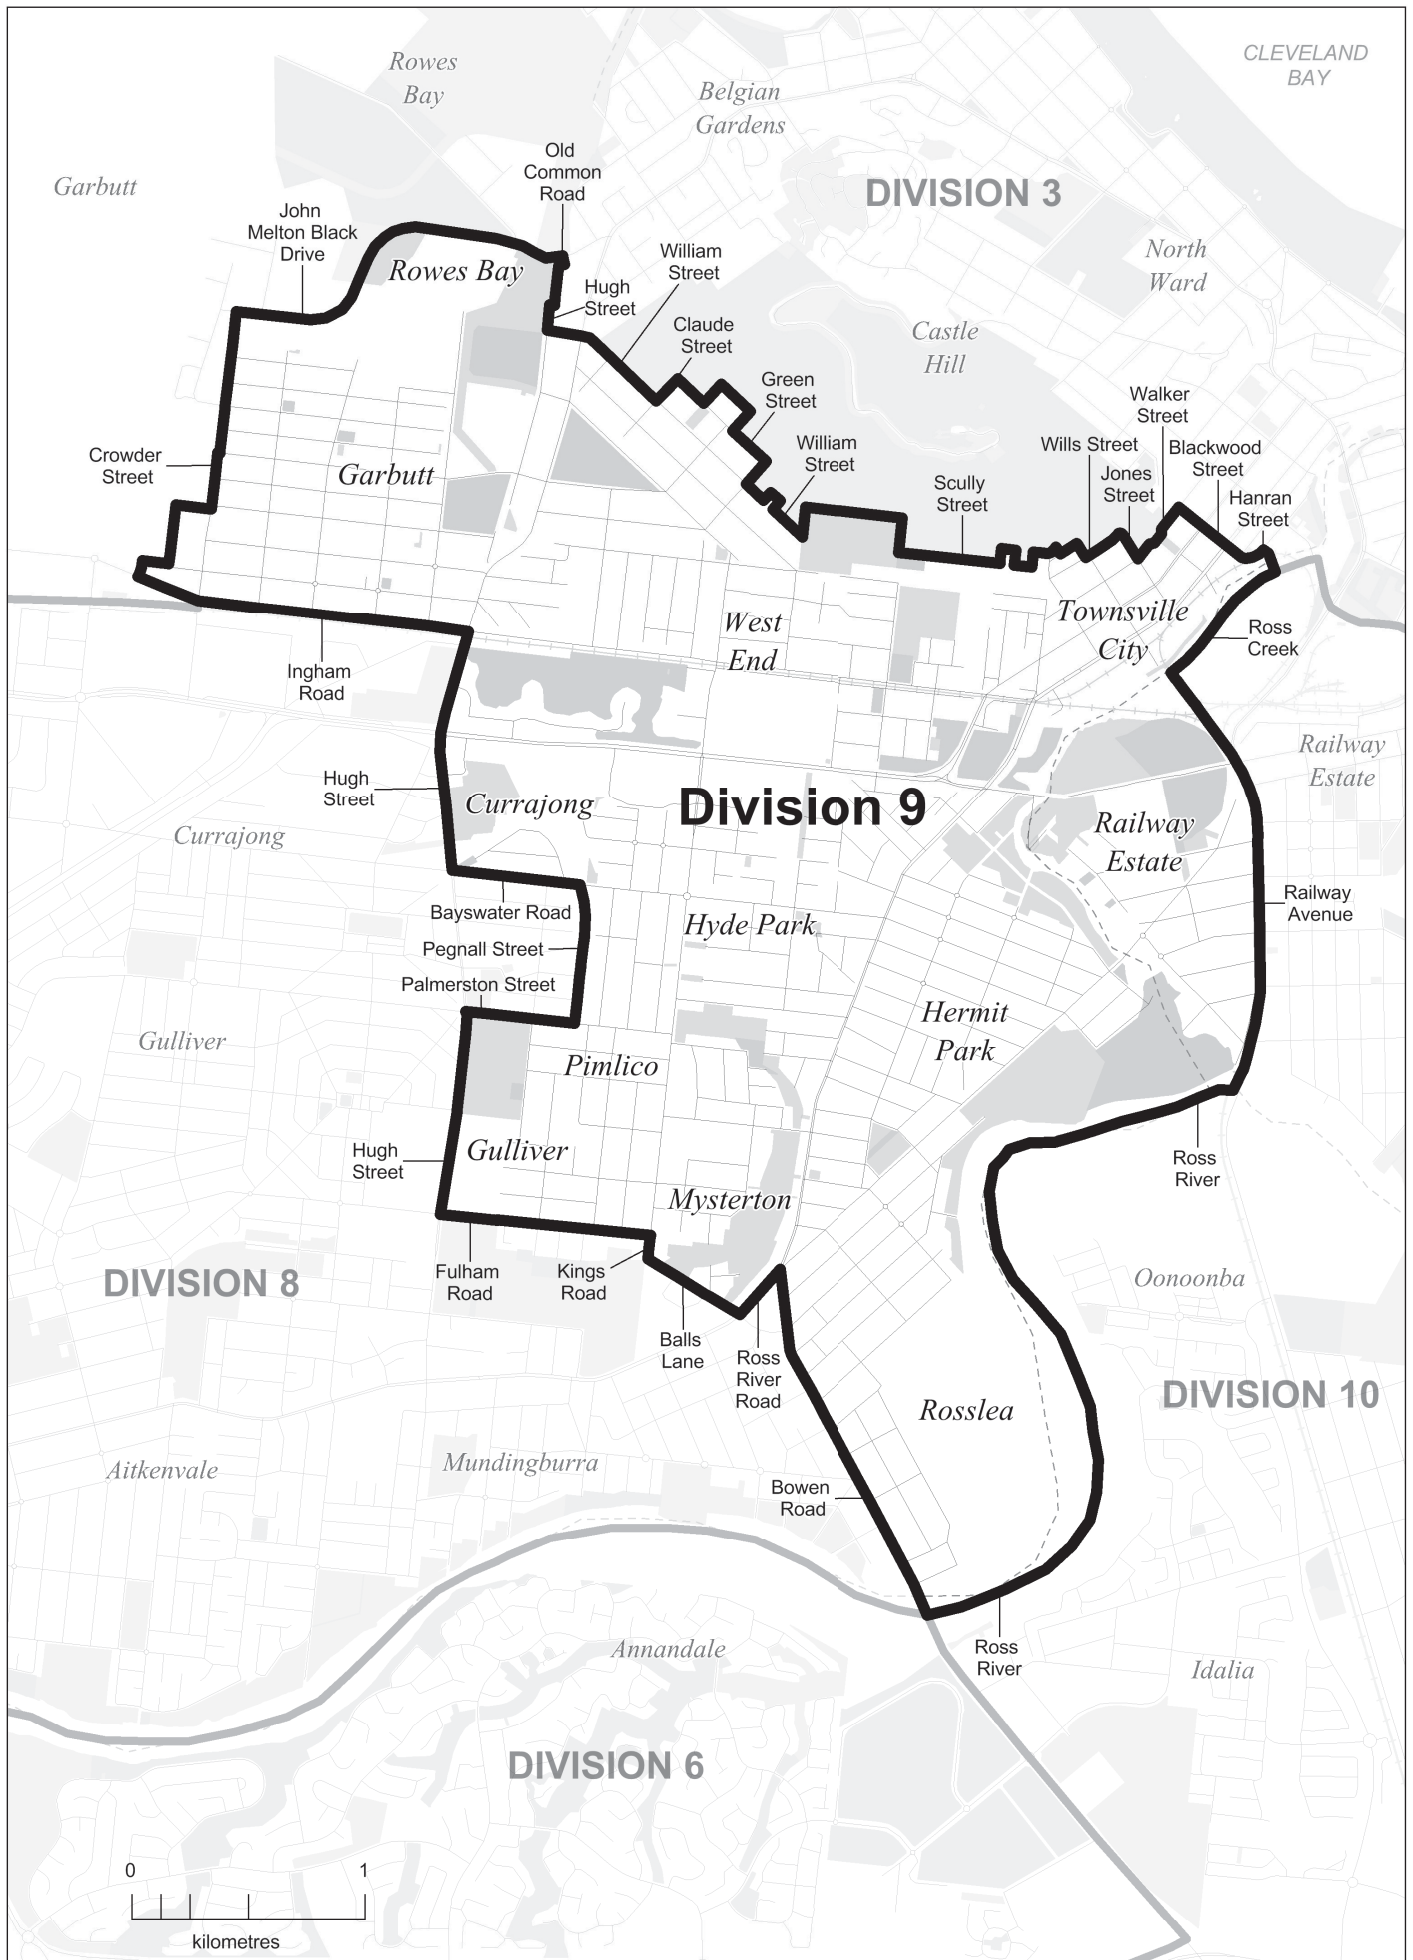 Rowes
Bay
CLEVELAND
BAY
Belgian
Gardens
Old
Common
Road
Garbutt
DIVISION 3
John
Melton Black
Drive
William
Street
North
Ward
Rowes Bay
Hugh
Street
Claude
Street
Castle
Hill
Green
Street
Walker
Street
William
Street
Wills Street
Blackwood
Street
Crowder
Street
Garbutt
Jones
Street
Scully
Street
Hanran
Street
West
End
Townsville
City
Ross
Creek
Ingham
Road
Railway
Estate
Hugh
Street
Currajong
Division 9
Currajong
Railway
Estate
Bayswater Road
Railway
Avenue
Hyde Park
Pegnall Street
Palmerston Street
Hermit
Park
Gulliver
Pimlico
Hugh
Street
Gulliver
Ross
River
Mysterton
DIVISION 8
Fulham
Road
Kings
Road
Oonoonba
Balls
Lane
Ross
River
Road
DIVISION 10
Rosslea
Aitkenvale
Mundingburra
Bowen
Road
Annandale
Ross
River
Idalia
DIVISION 6
0 1
kilometres